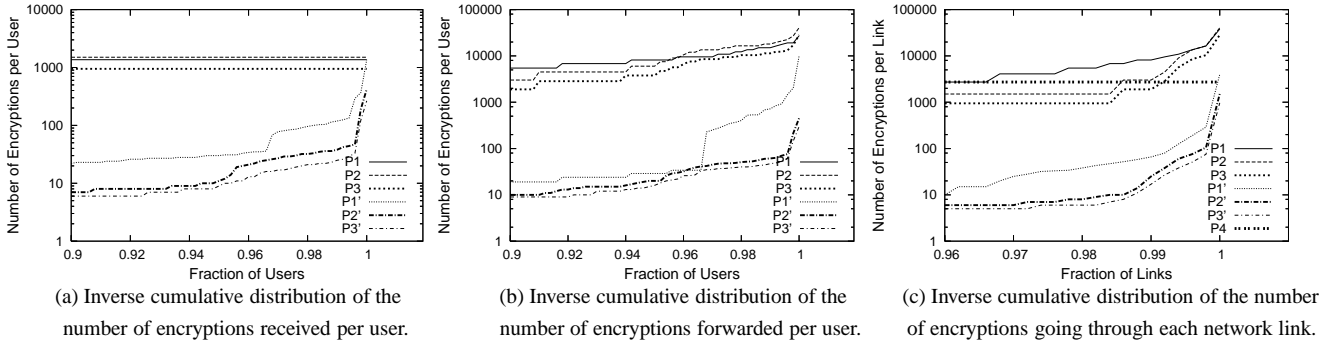 Number of Encryptions per User
100000
10000
1000
100
10
1
0.9
0.92
0.94
0.96
0.98
1
Fraction of Users
P1
P2
P3
P1'
P2'
P3'
(a) Inverse cumulative distribution of the
number of encryptions received per user.
Number of Encryptions per User
100000
10000
1000
100
10
1
0.9
0.92
0.94
0.96
0.98
1
Fraction of Users
P1
P2
P3
P1'
P2'
P3'
(b) Inverse cumulative distribution of the
number of encryptions forwarded per user.
Number of Encryptions per Link
100000
10000
1000
100
10
1
0.96
0.97
0.98
0.99
1
Fraction of Links
P1
P2
P3
P1'
P2'
P3'
P4
(c) Inverse cumulative distribution of the number
of encryptions going through each network link.